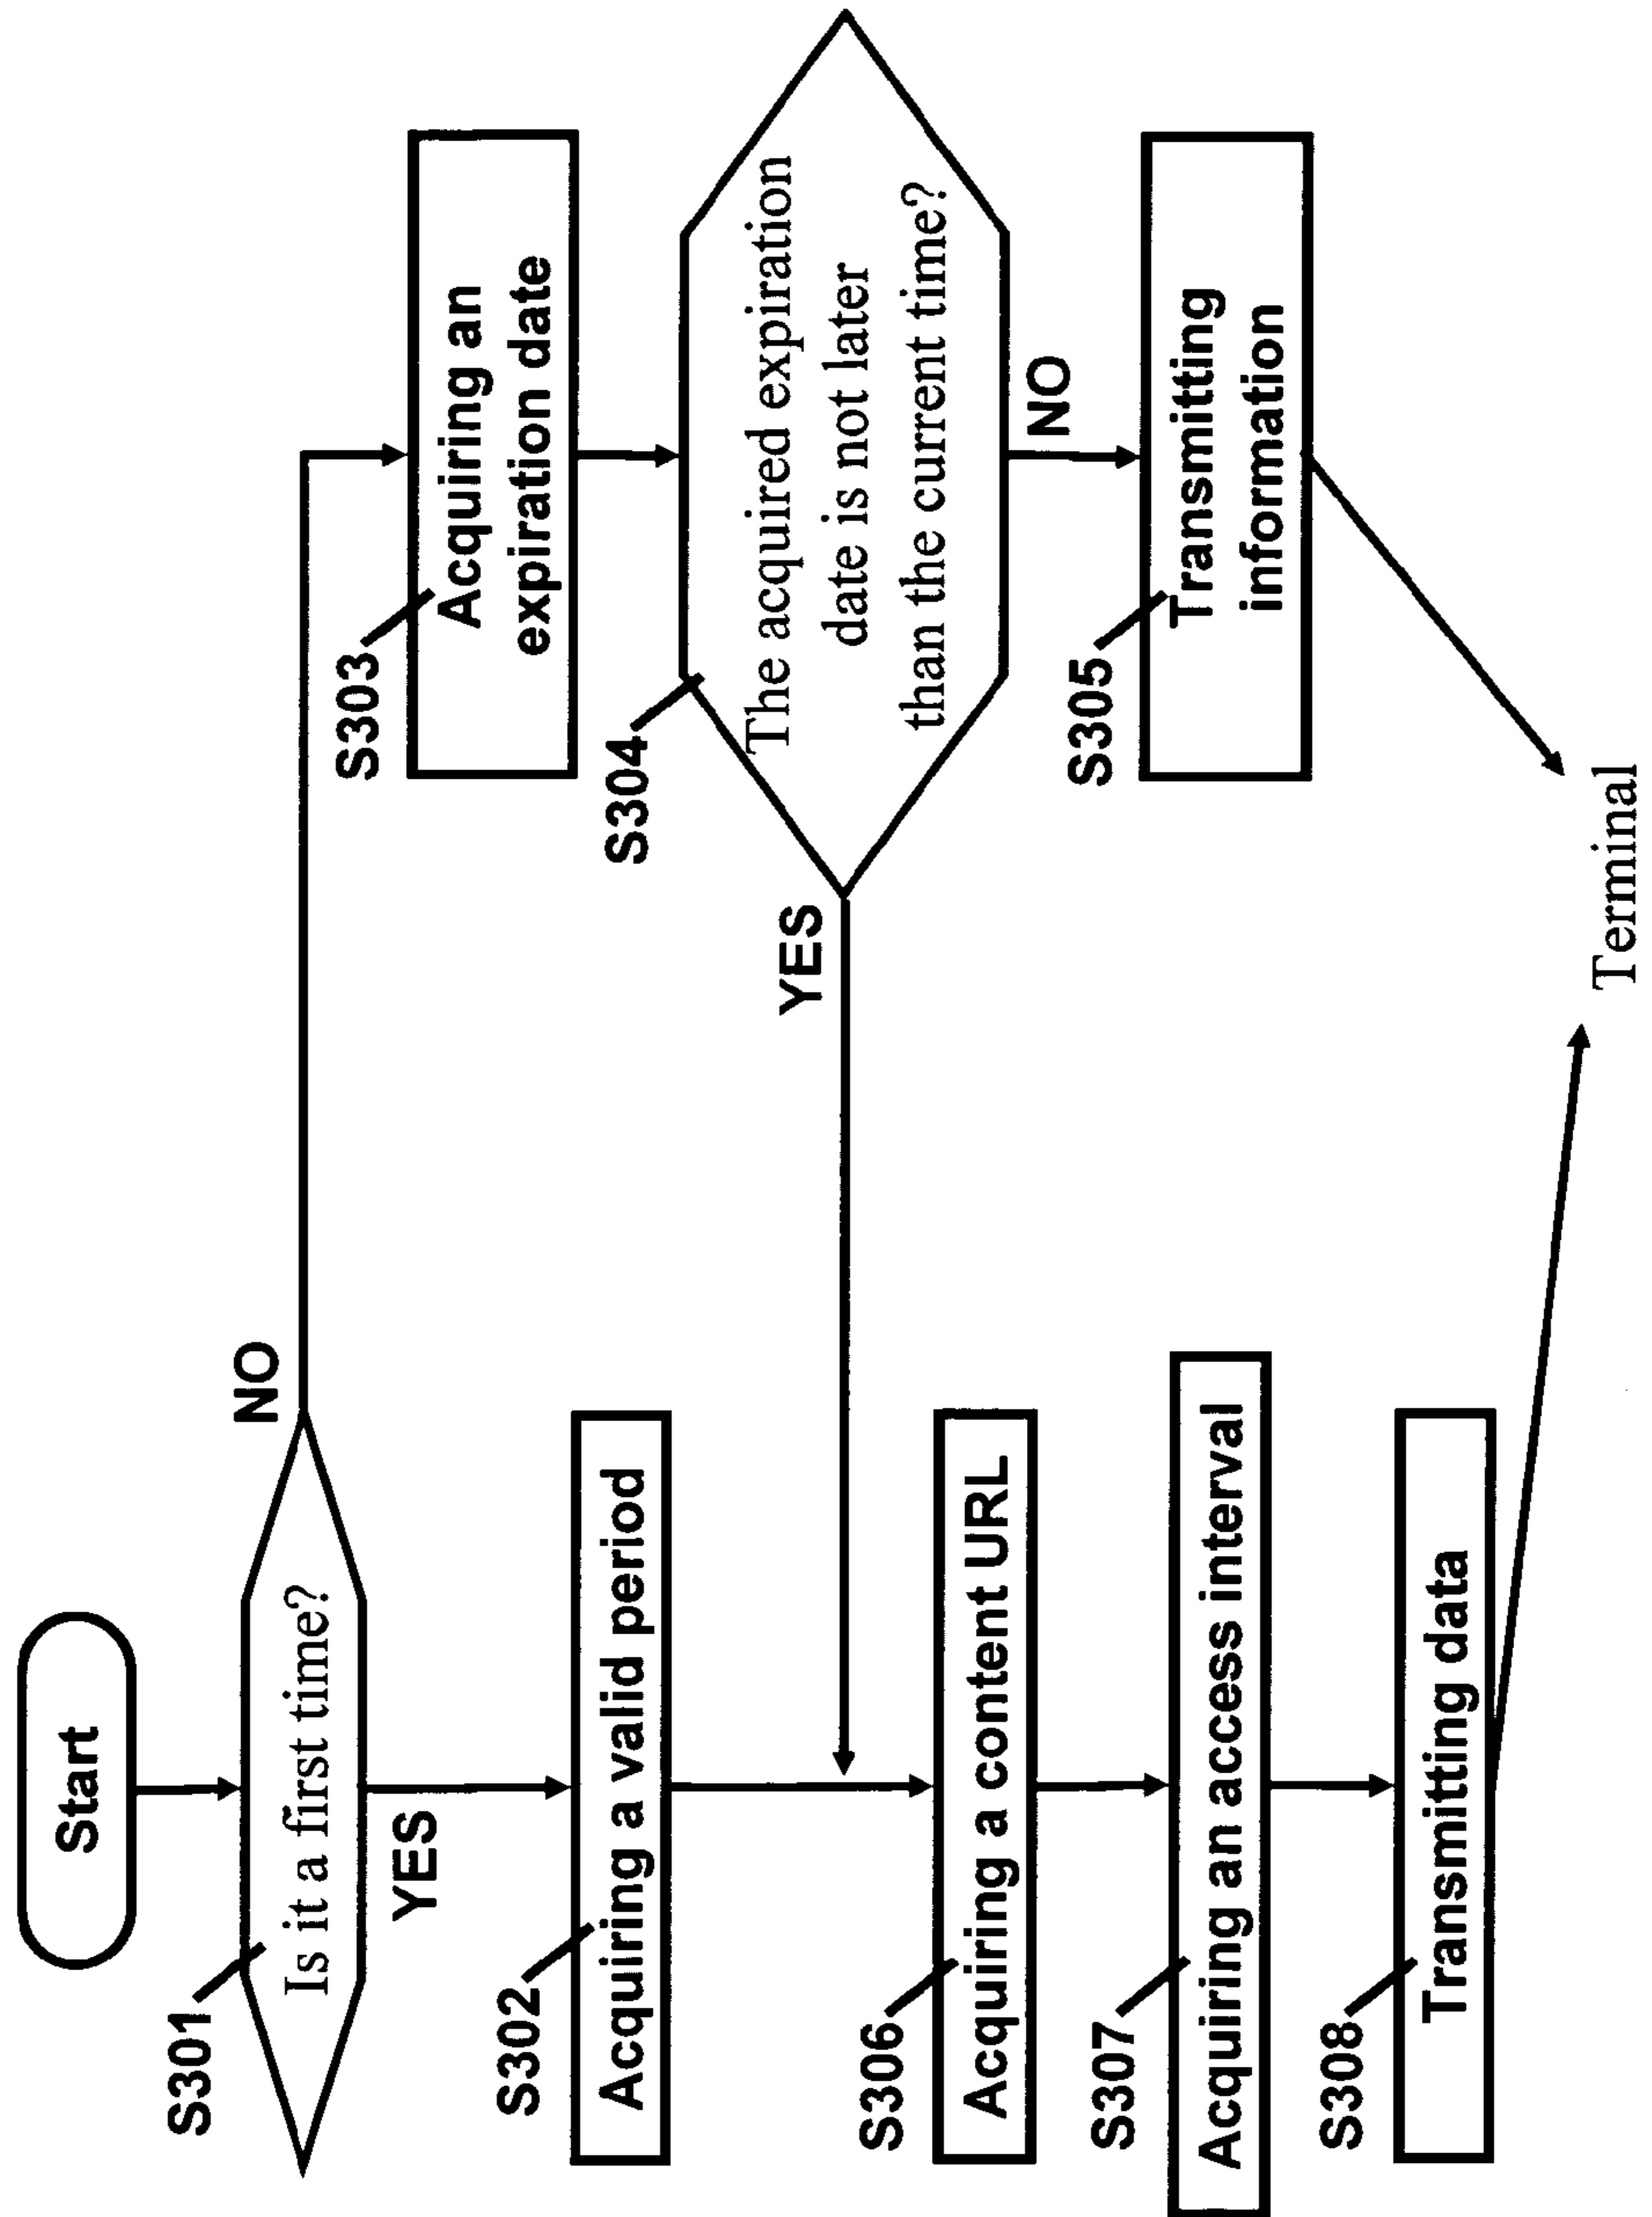 Start
S301
Is it a first time?
NO
YES
S302
Acquiring a valid period
S303
Acquiring an
expiration date
S304
The acquired expiration
date is not later
than the current time?
YES
NO
S305
Transmitting
information
S306
Acquiring a content URL
S307
Acquiring an access interval
S308
Transmitting data
Terminal